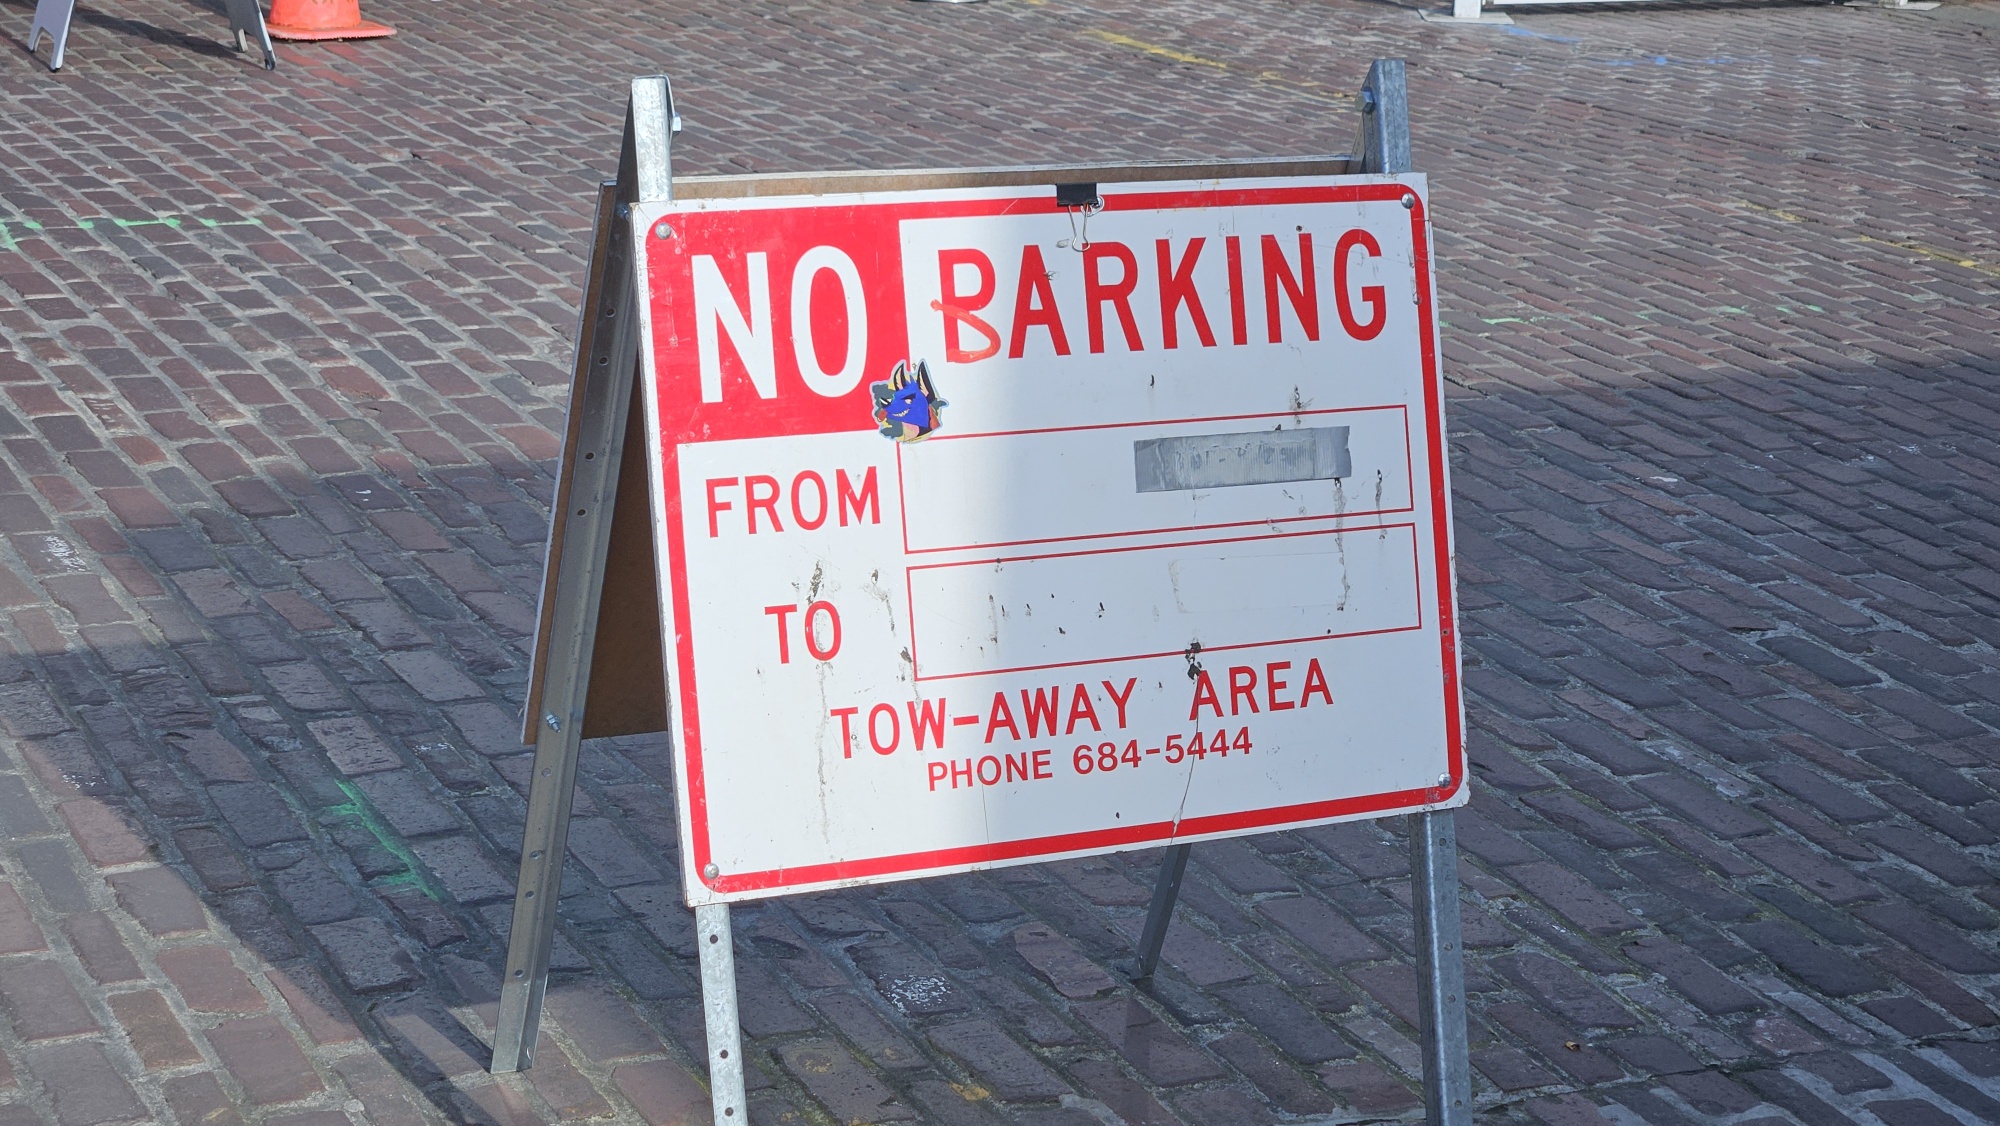 NO BARKING
FROM
TO
TOW-AWAY AREA
PHONE 684-5444